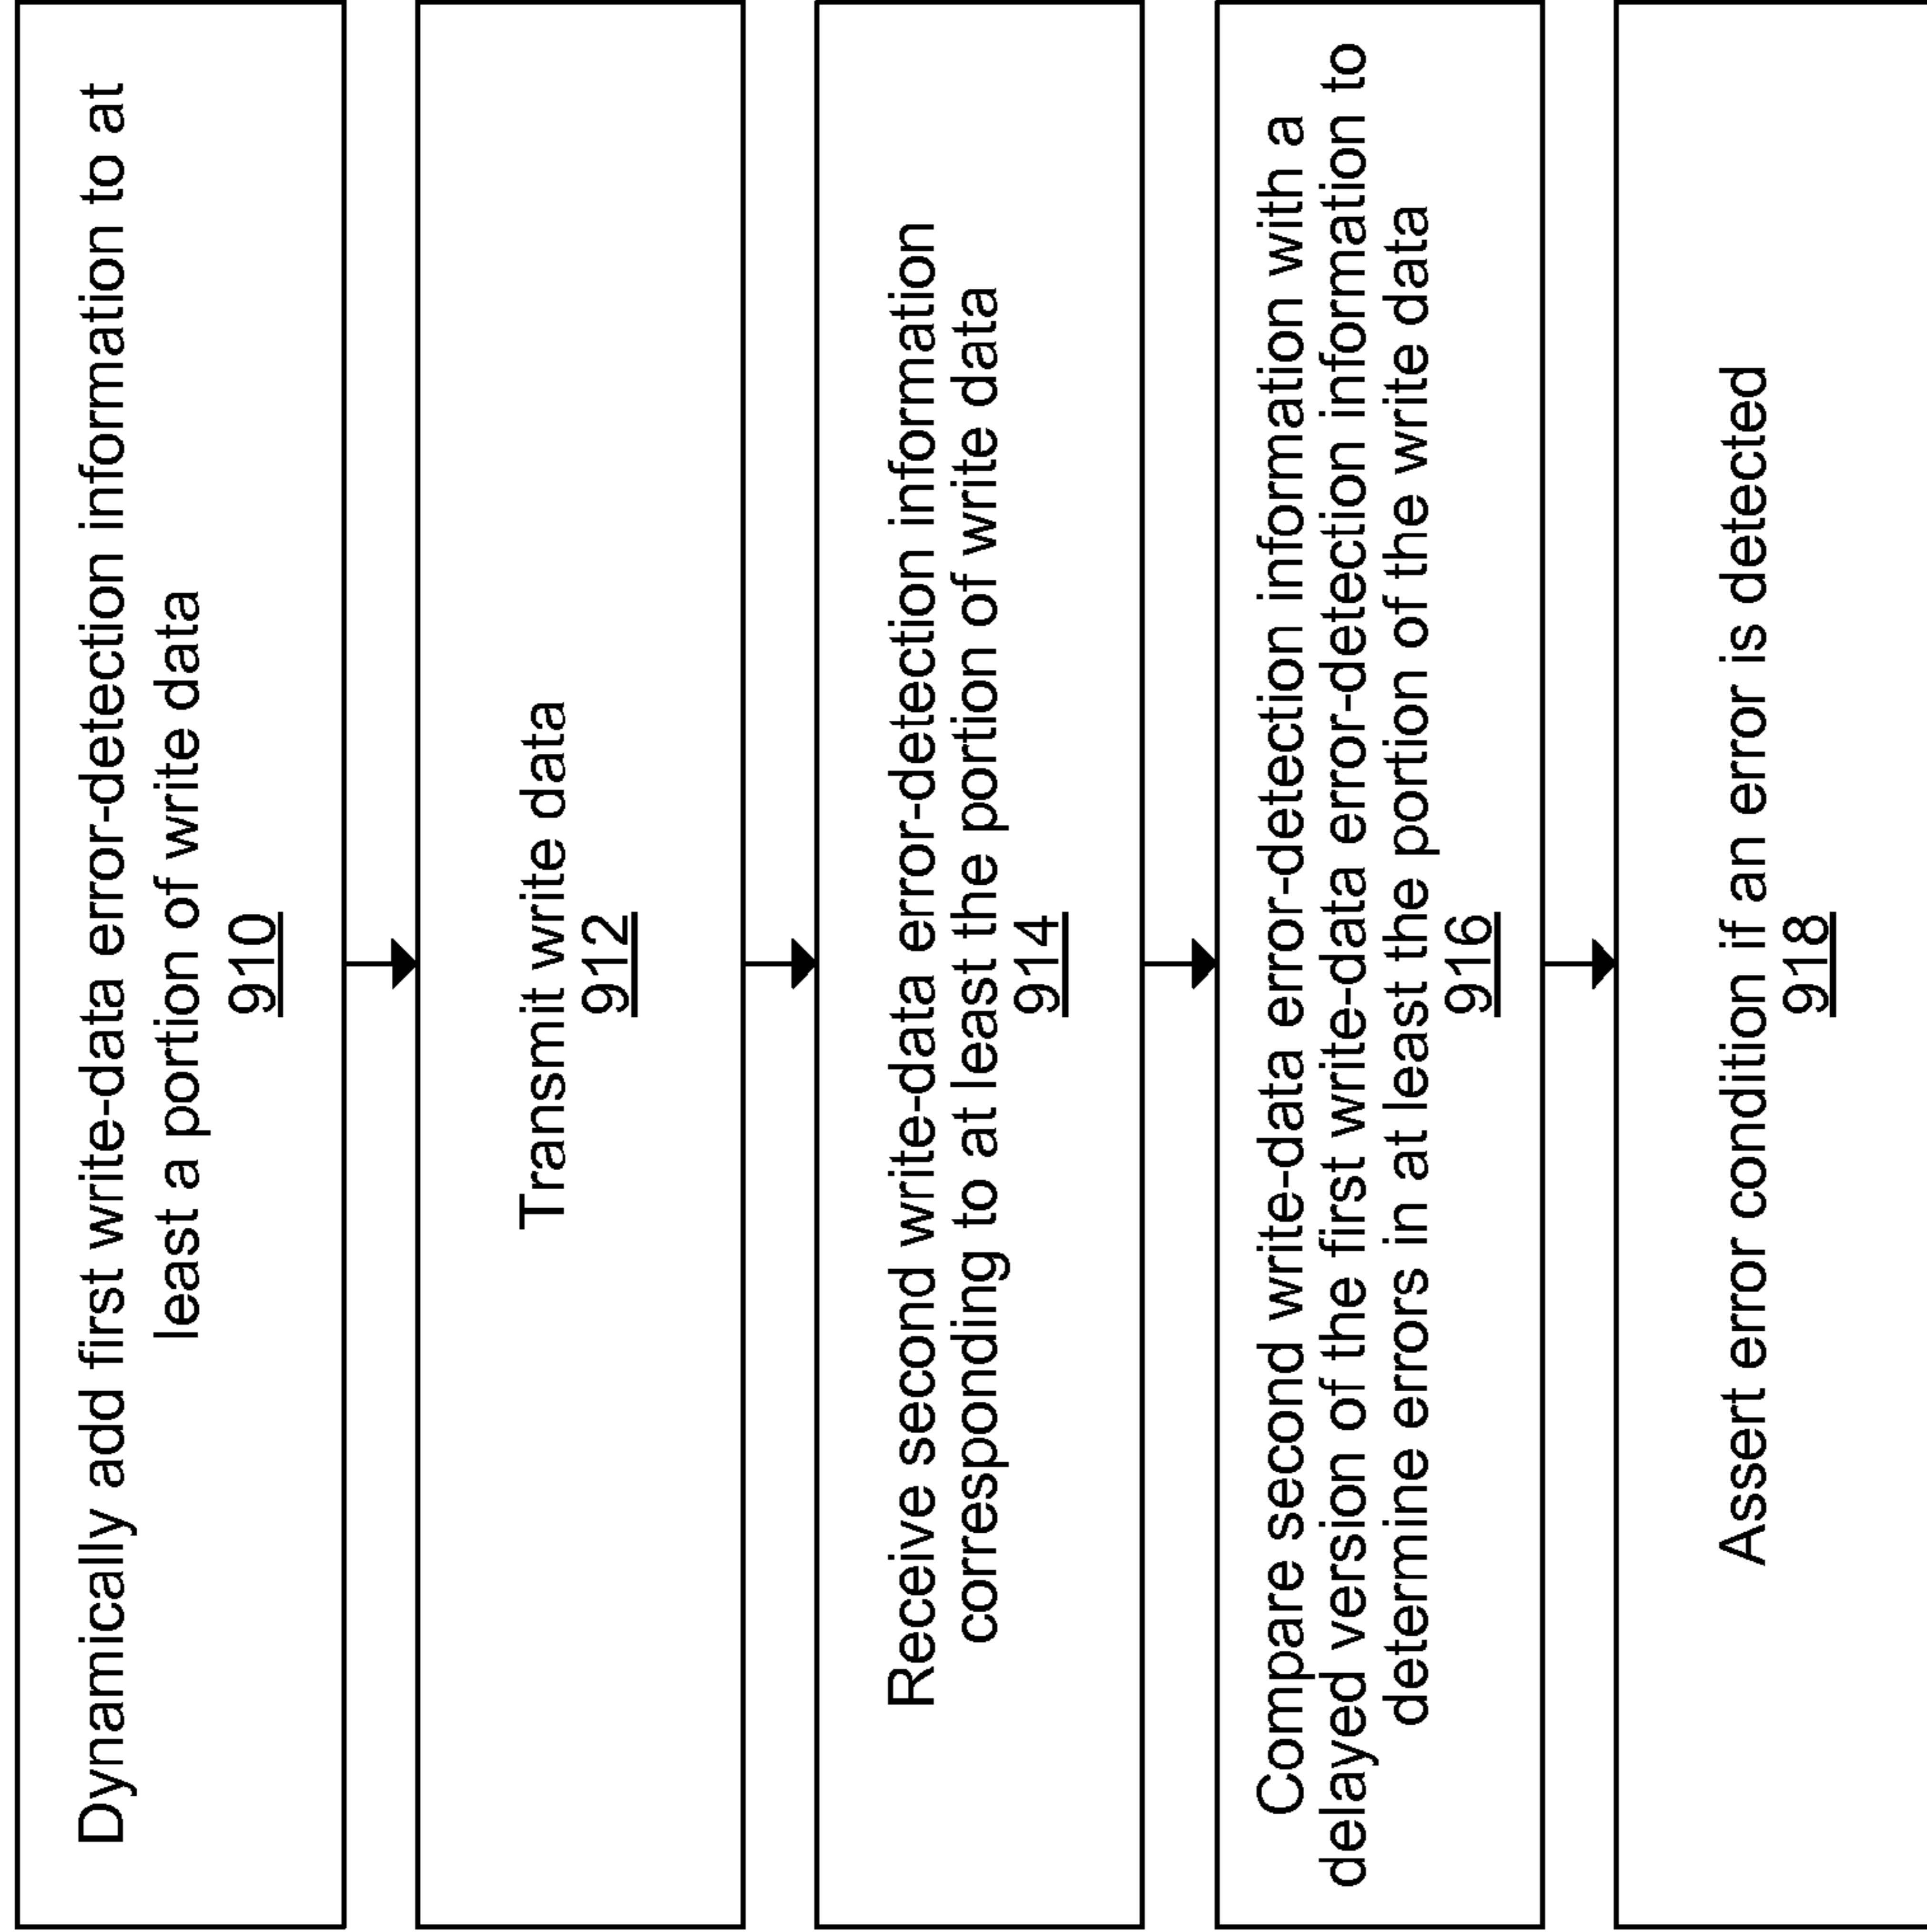 Dynamically add first write-data error-detection information to at
least a portion of write data
910
Transmit write data
912
Receive second write-data error-detection information
corresponding to at least the portion of write data
914
Compare second write-data error-detection information with a
delayed version of the first write-data error-detection information to
determine errors in at least the portion of the write data
916
Assert error condition if an error is detected
918